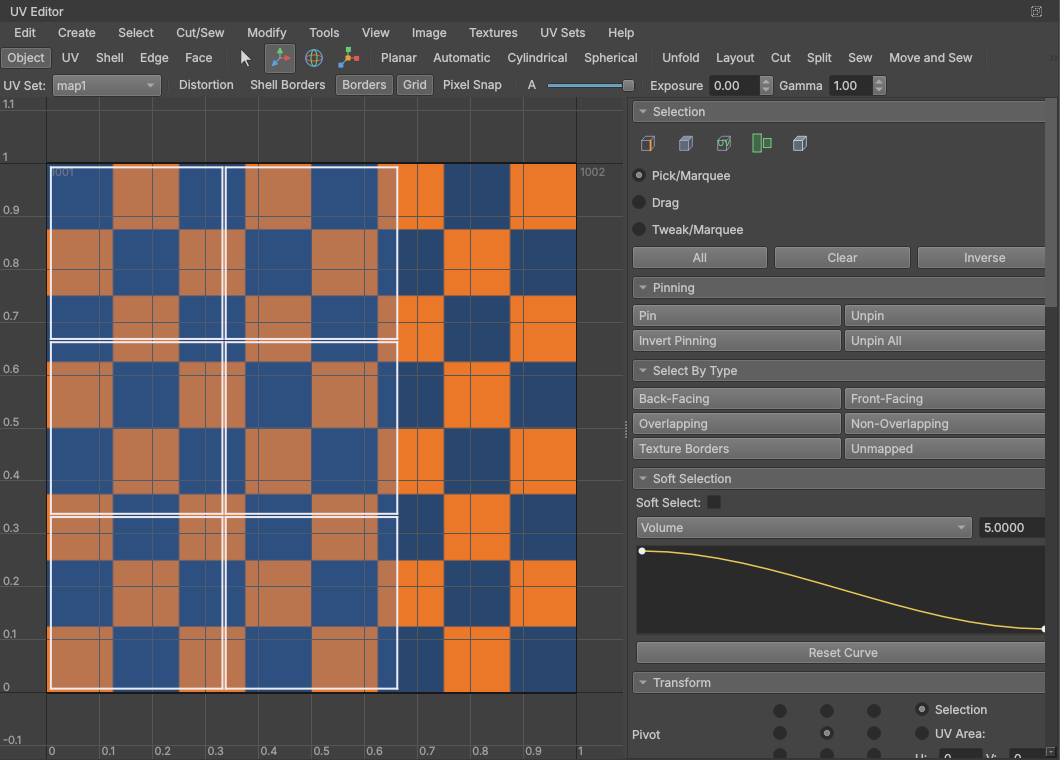 UV Editor
Edit Create Select Cut/Sew Modify Tools View Image Textures UV Sets Help
Object UV Shell Edge Face Planar Automatic Cylindrical Spherical Unfold Layout Cut Split Sew Move and Sew
UV Set: map1 Distortion Shell Borders Borders Grid Pixel Snap A Exposure 0.00 Gamma 1.00
1.1
Selection
1
1001
1002
UV
Pick/Marquee
0.9
Drag
Tweak/Marquee
0.8
All Clear Inverse
Pinning
0.7
Pin Unpin
Invert Pinning Unpin All
0.6
Select By Type
Back-Facing Front-Facing
0.5
Overlapping Non-Overlapping
Texture Borders Unmapped
0.4
Soft Selection
Soft Select:
0.3
Volume 5.0000
0.2
0.1
Reset Curve
0
Transform
Selection
-0.1
Pivot
UV Area:
0 0.1 0.2 0.3 0.4 0.5 0.6 0.7 0.8 0.9 1
U: 0 V: 0